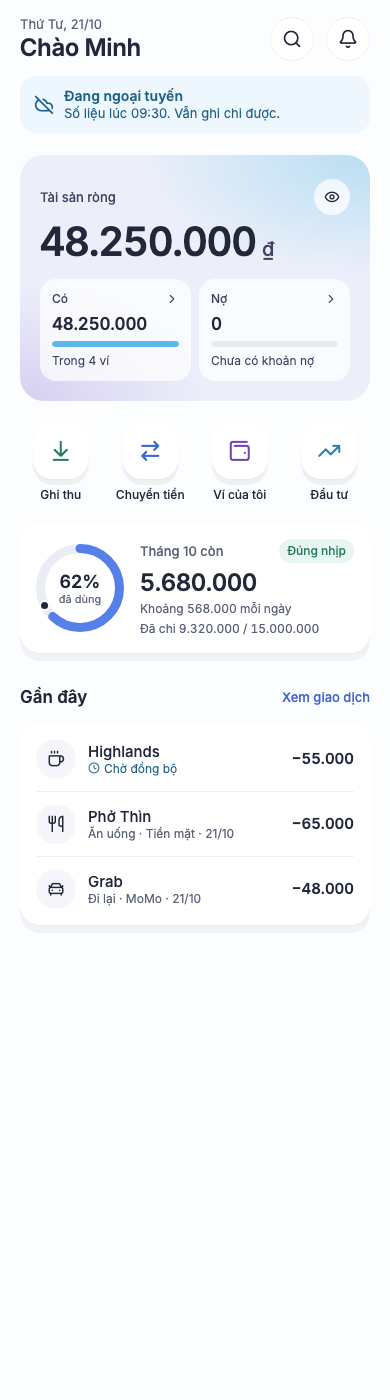 Thứ Tư, 21/10
Chào Minh
Đang ngoại tuyến
Số liệu lúc 09:30. Vẫn ghi chi được.
Tài sản ròng
48.250.000 ₫
Có
48.250.000
Trong 4 ví
Nợ
0
Chưa có khoản nợ
Ghi thu
Chuyển tiền
Ví của tôi
Đầu tư
62%
đã dùng
Tháng 10 còn
Đúng nhịp
5.680.000
Khoảng 568.000 mỗi ngày
Đã chi 9.320.000 / 15.000.000
Gần đây
Xem giao dịch
Highlands
Chờ đồng bộ
−55.000
Phở Thìn
Ăn uống · Tiền mặt · 21/10
−65.000
Grab
Đi lại · MoMo · 21/10
−48.000